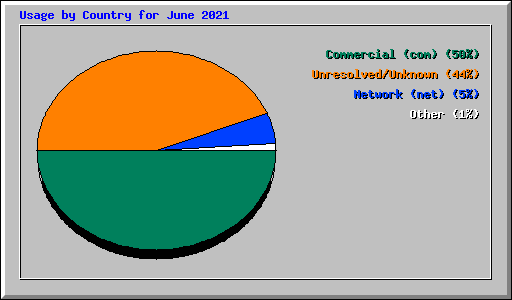 Usage by Country for June 2021
Commercial (com) (50%)
Unresolved/Unknown (44%)
Network (net) (5%)
Other (1%)